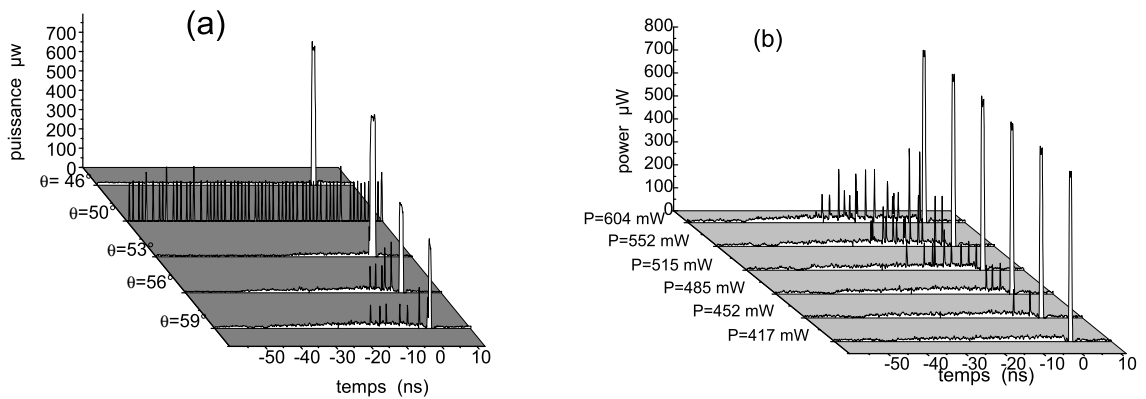 (a)
puissance µw
700
600
500
400
300
200
100
0
θ= 46°
θ=50°
θ=53°
θ=56°
θ=59°
-50 -40 -30 -20 -10 0 10
temps (ns)
(b)
power µW
800
700
600
500
400
300
200
100
0
P=604 mW
P=552 mW
P=515 mW
P=485 mW
P=452 mW
P=417 mW
-50 -40 -30 -20 -10 0 10
temps (ns)